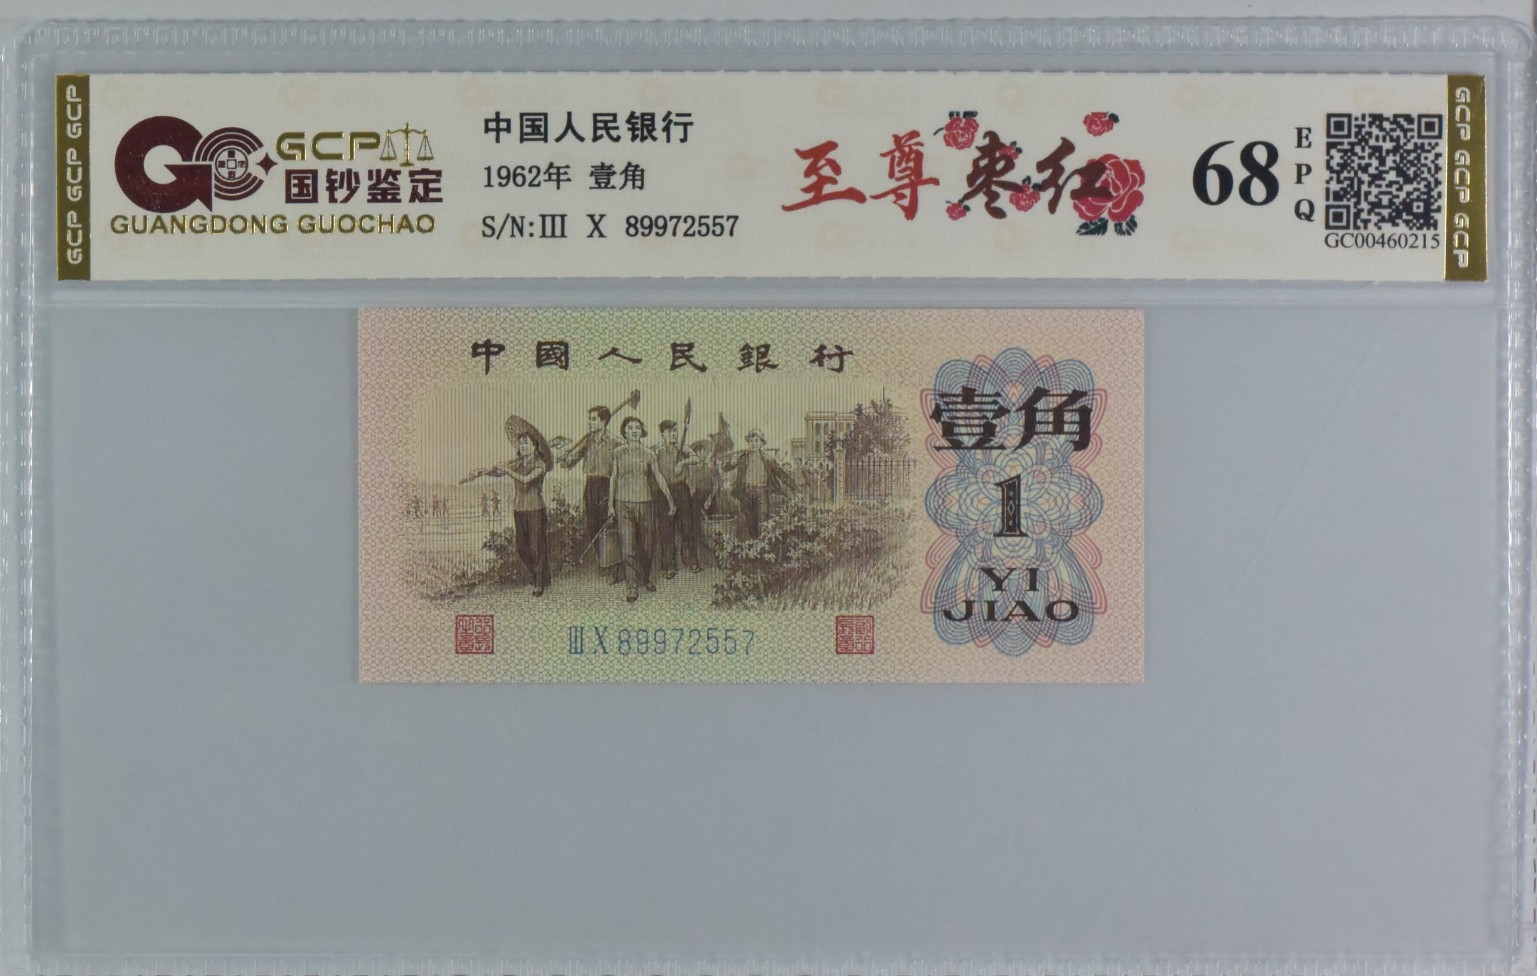 GCP GCP GCP
GCP
国钞鉴定
GUANGDONG GUOCHAO
中国人民银行
1962年 壹角
S/N:III X 89972557
至尊枣红
68
EPQ
GC00460215
GCP GCP GCP
中國人民銀行
壹角
1
YI
JIAO
III X 89972557